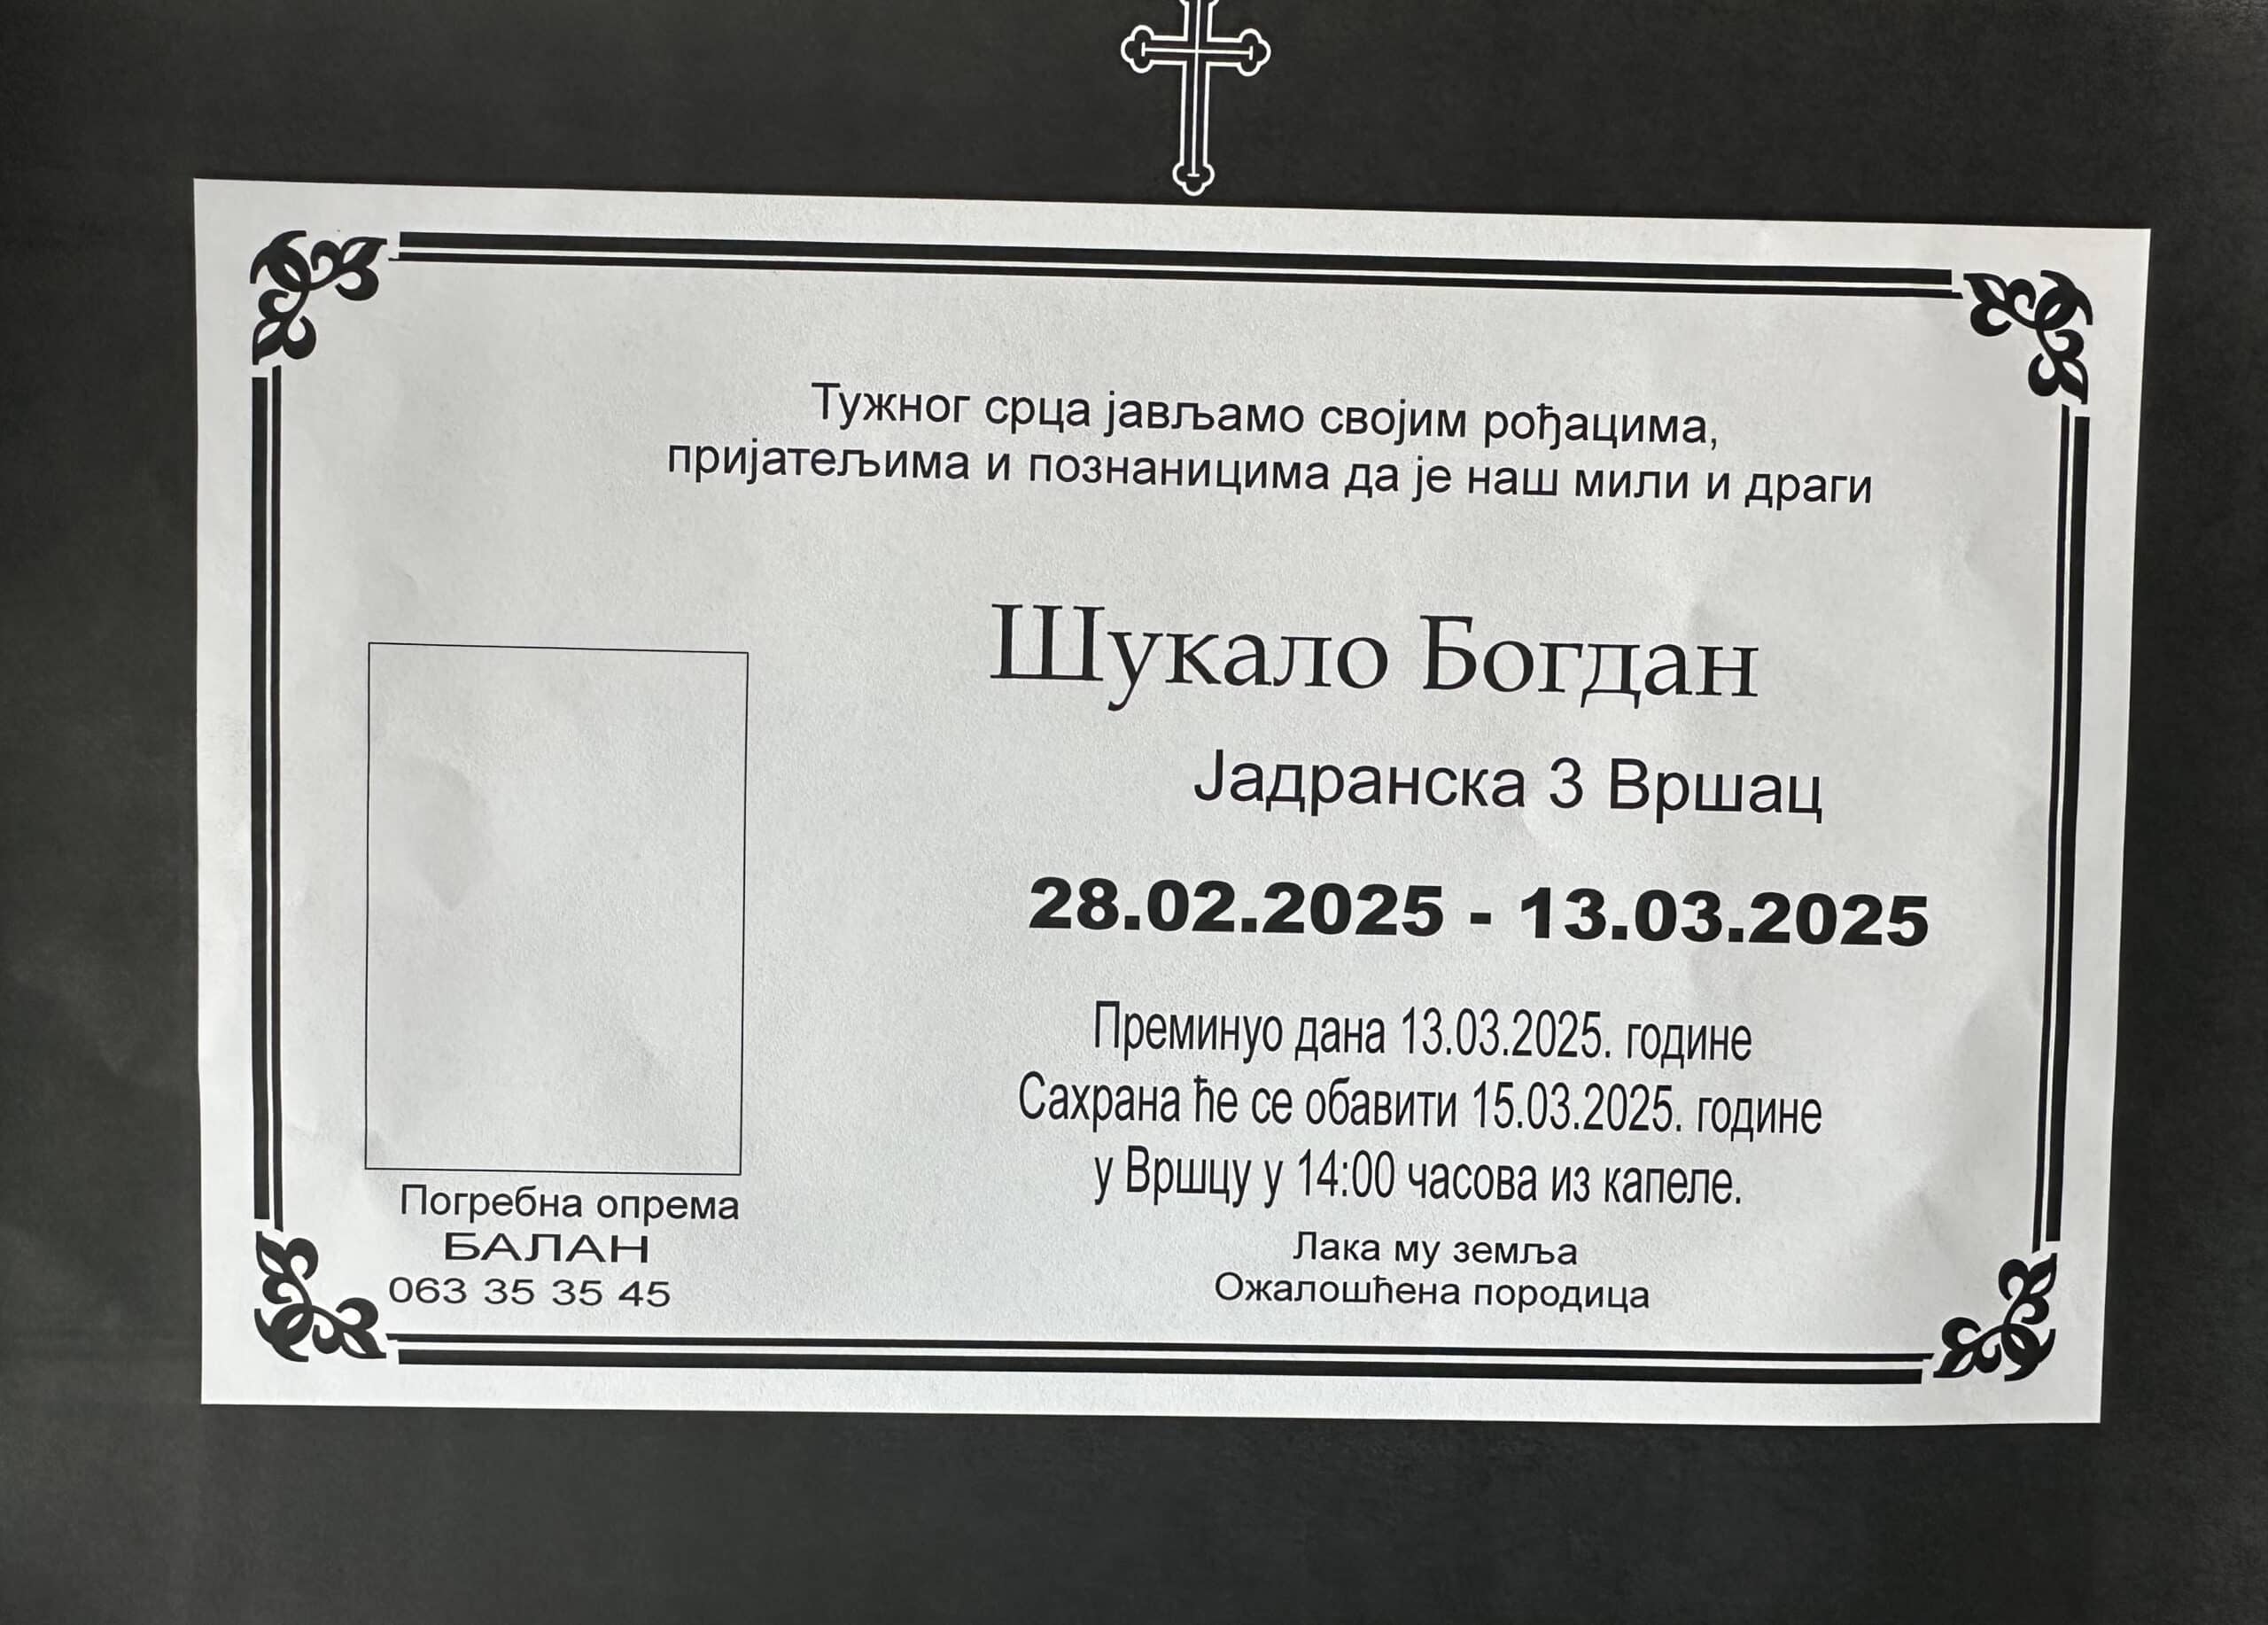 Тужног срца јављамо својим рођацима,
пријатељима и познаницима да је наш мили и драги
Шукало Богдан
Јадранска 3 Вршац
28.02.2025 - 13.03.2025
Преминуо дана 13.03.2025. године
Сахрана ће се обавити 15.03.2025. године
у Вршцу у 14:00 часова из капеле.
Лака му земља
Ожалошћена породица
Погребна опрема
БАЛАН
063 35 35 45